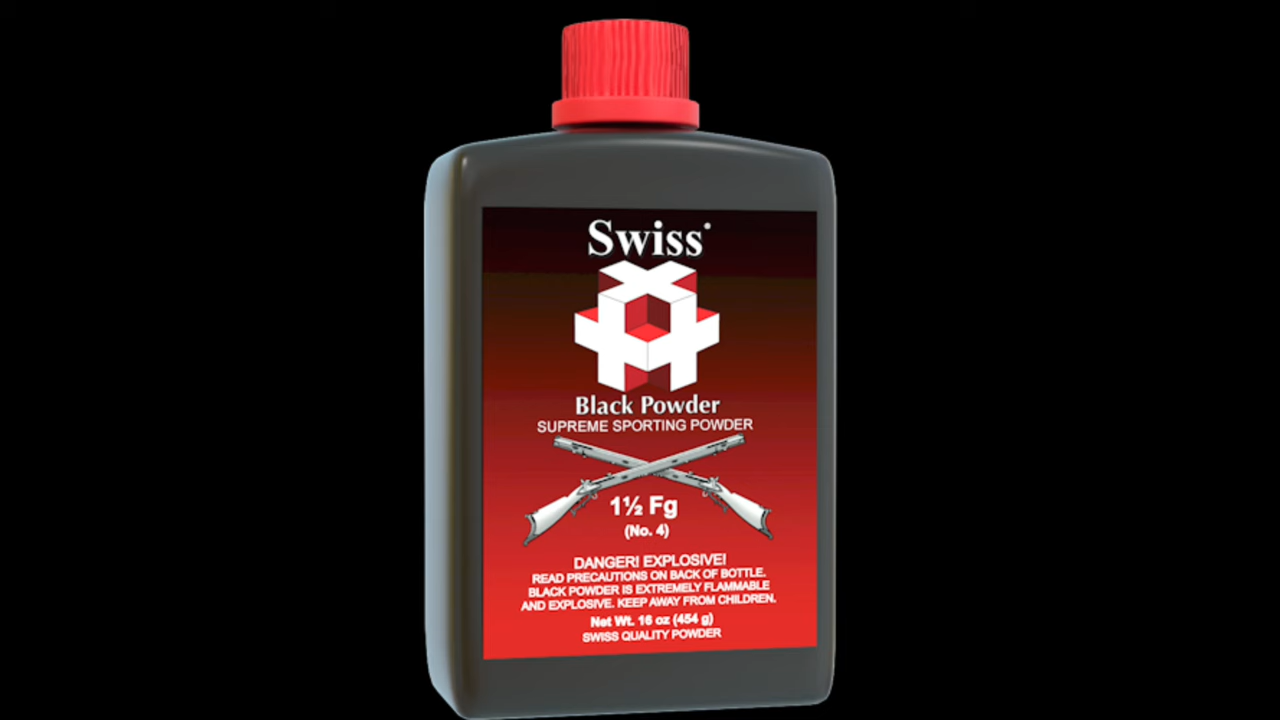 Swiss®
Black Powder
SUPREME SPORTING POWDER
1½ Fg
(No. 4)
DANGER! EXPLOSIVE!
READ PRECAUTIONS ON BACK OF BOTTLE.
BLACK POWDER IS EXTREMELY FLAMMABLE
AND EXPLOSIVE. KEEP AWAY FROM CHILDREN.
Net Wt. 16 oz (454 g)
SWISS QUALITY POWDER